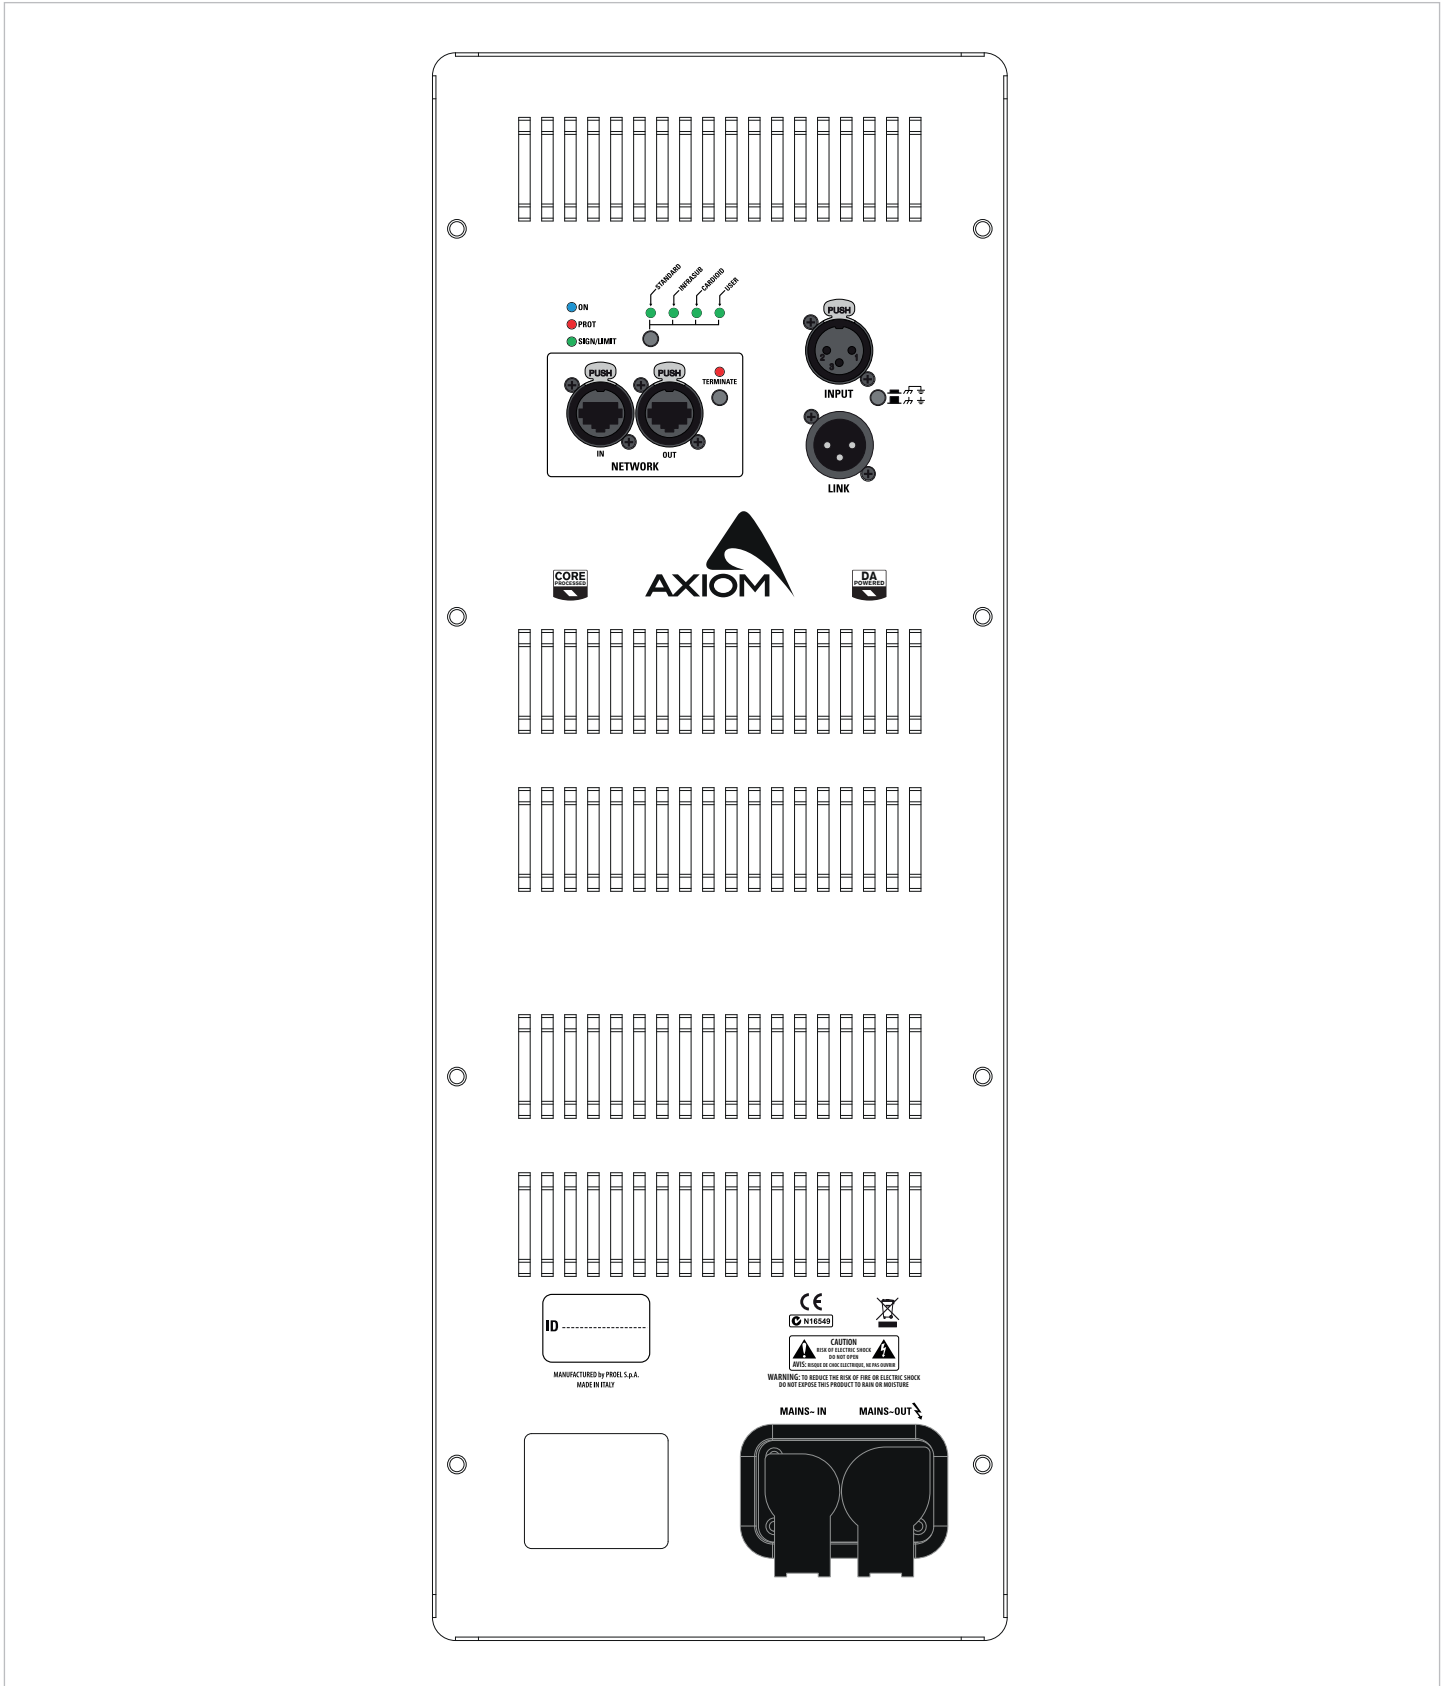 STANDARD
INFRASUB
CARDIOID
USER
ON
PROT
SIGN/LIMIT
PUSH
PUSH
TERMINATE
IN
OUT
NETWORK
PUSH
2
1
3
INPUT
LINK
CORE
PROCESSED
AXIOM
DA
POWERED
ID
MANUFACTURED by PROEL S.p.A.
MADE IN ITALY
CE
N16549
CAUTION
RISK OF ELECTRIC SHOCK
DO NOT OPEN
AVIS: RISQUE DE CHOC ELECTRIQUE, NE PAS OUVRIR
WARNING: TO REDUCE THE RISK OF FIRE OR ELECTRIC SHOCK
DO NOT EXPOSE THIS PRODUCT TO RAIN OR MOISTURE
MAINS~ IN
MAINS~OUT